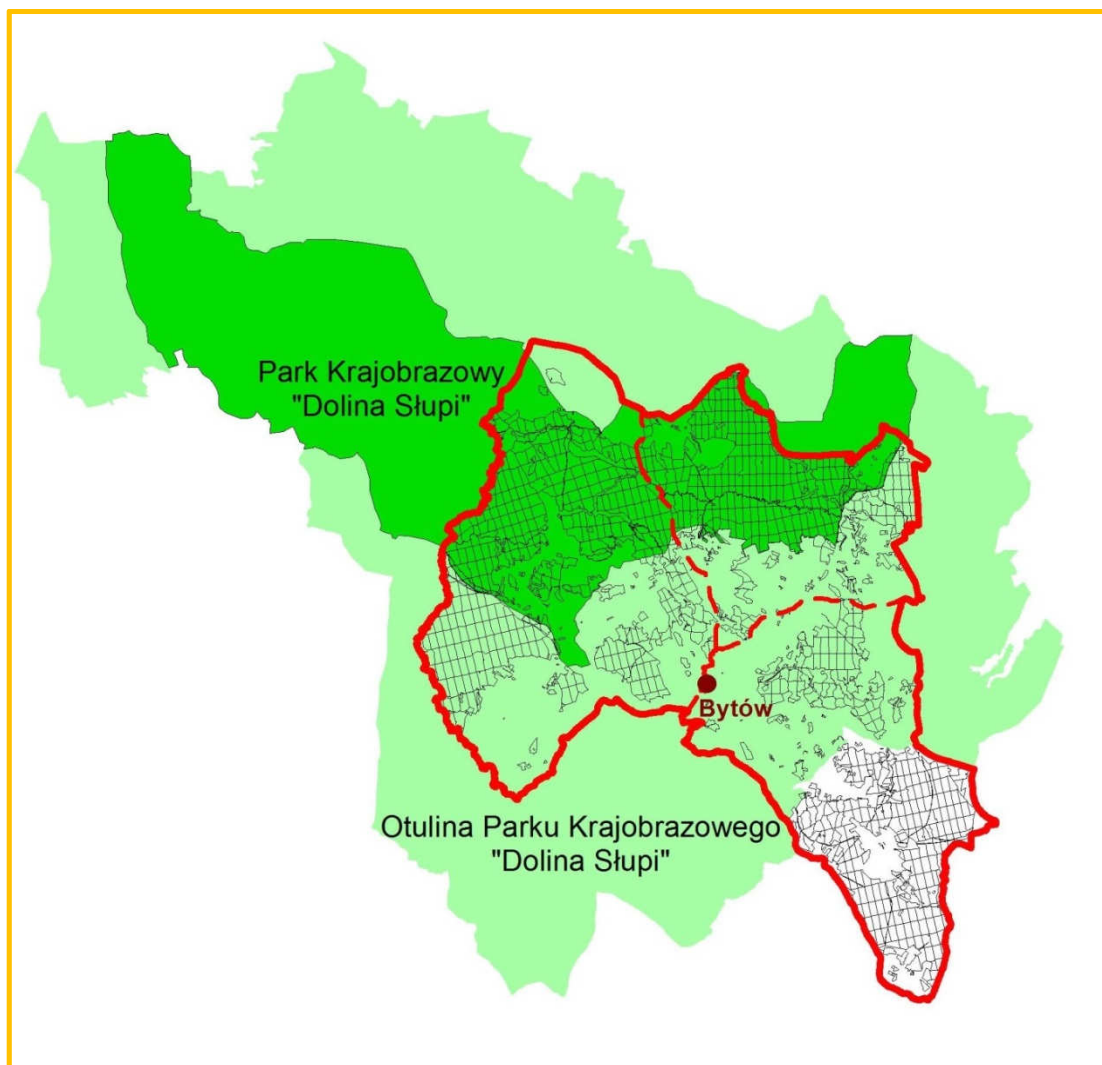 Park Krajobrazowy
"Dolina Słupi"
Bytów
Otulina Parku Krajobrazowego
"Dolina Słupi"